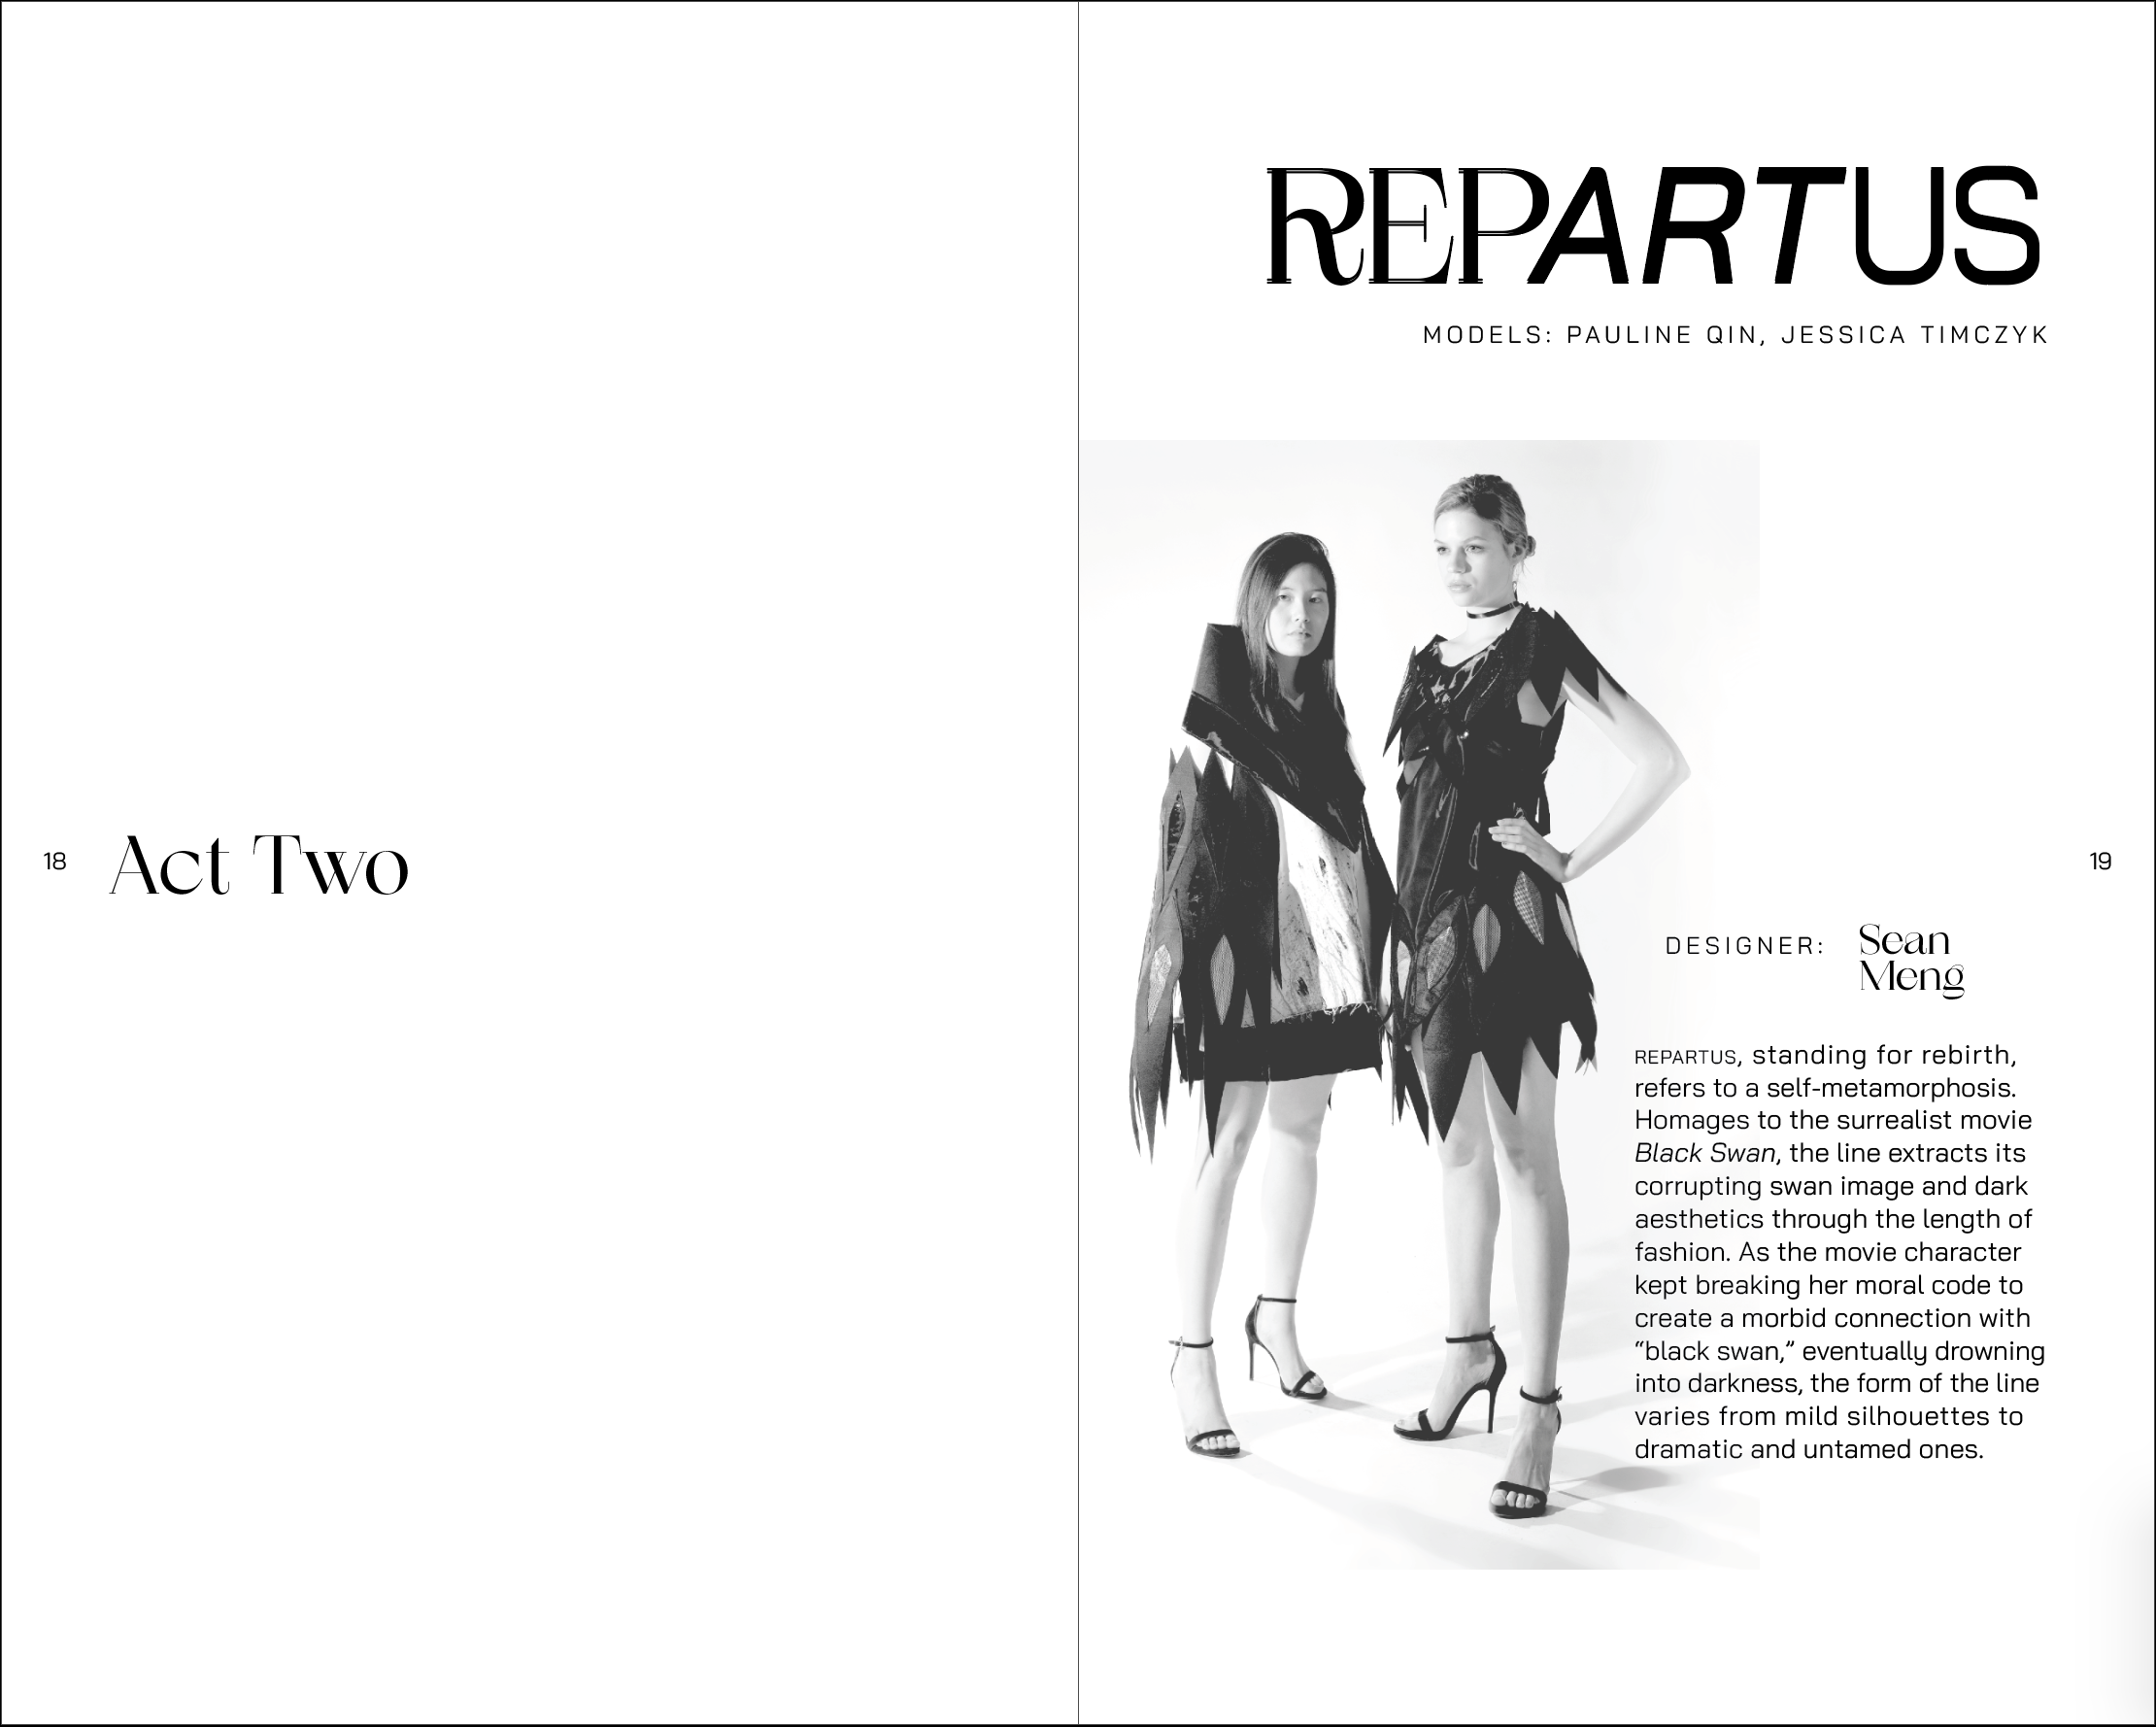 18
Act Two
REPARTUS
MODELS: PAULINE QIN, JESSICA TIMCZYK
19
DESIGNER:
Sean
Meng
REPARTUS, standing for rebirth,
refers to a self-metamorphosis.
Homages to the surrealist movie
Black Swan, the line extracts its
corrupting swan image and dark
aesthetics through the length of
fashion. As the movie character
kept breaking her moral code to
create a morbid connection with
“black swan,” eventually drowning
into darkness, the form of the line
varies from mild silhouettes to
dramatic and untamed ones.